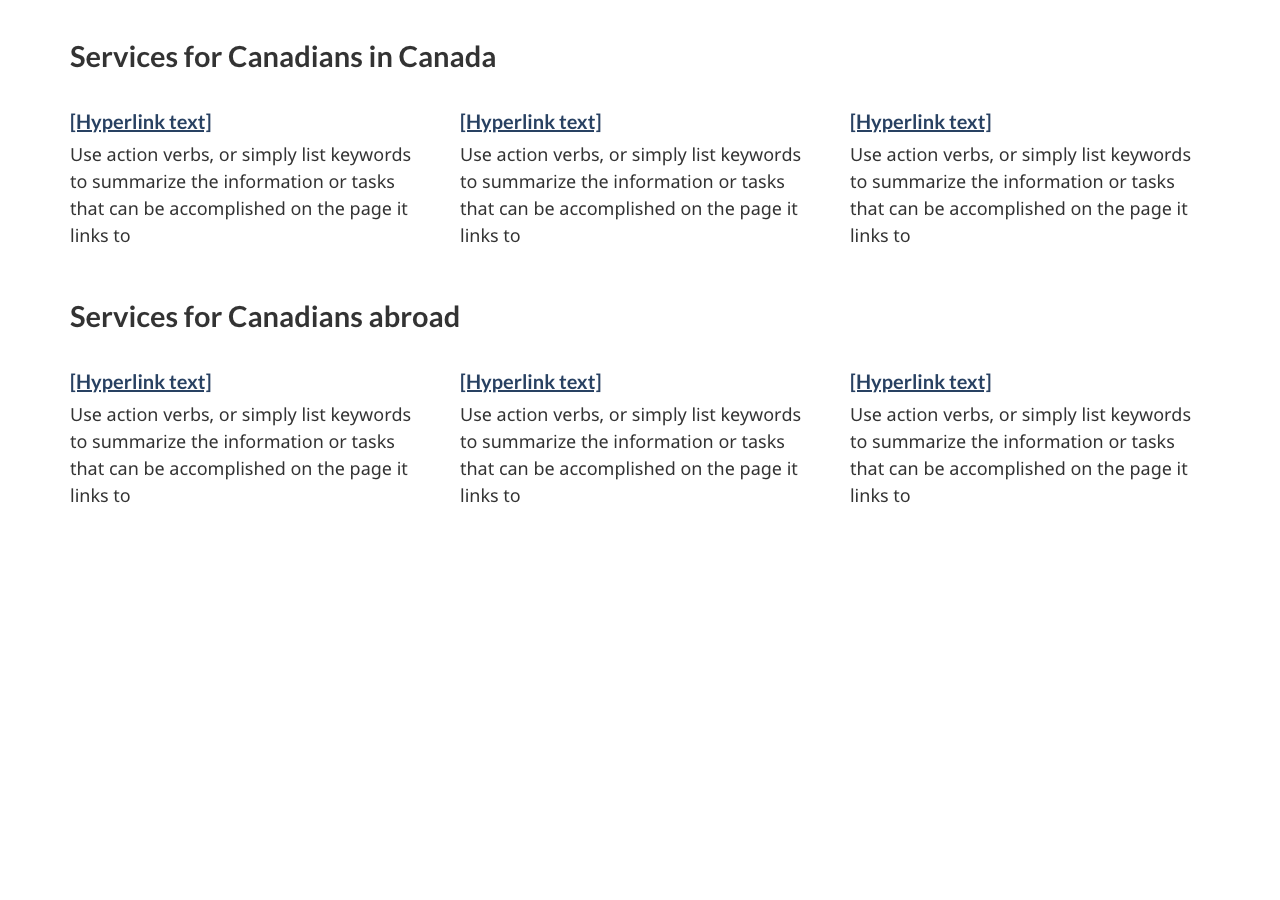 Services for Canadians in Canada
[Hyperlink text]
Use action verbs, or simply list keywords
to summarize the information or tasks
that can be accomplished on the page it
links to
[Hyperlink text]
Use action verbs, or simply list keywords
to summarize the information or tasks
that can be accomplished on the page it
links to
[Hyperlink text]
Use action verbs, or simply list keywords
to summarize the information or tasks
that can be accomplished on the page it
links to
Services for Canadians abroad
[Hyperlink text]
Use action verbs, or simply list keywords
to summarize the information or tasks
that can be accomplished on the page it
links to
[Hyperlink text]
Use action verbs, or simply list keywords
to summarize the information or tasks
that can be accomplished on the page it
links to
[Hyperlink text]
Use action verbs, or simply list keywords
to summarize the information or tasks
that can be accomplished on the page it
links to